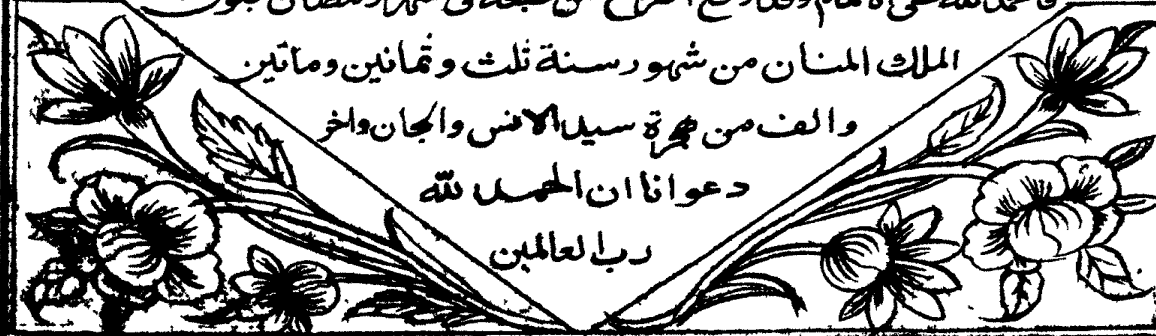 الملك المنان من شهور سنة ثلث وثمانين وماتين
والف من هجرة سيد الانس والجان واخر
دعوانا ان الحمد لله
رب العالمين